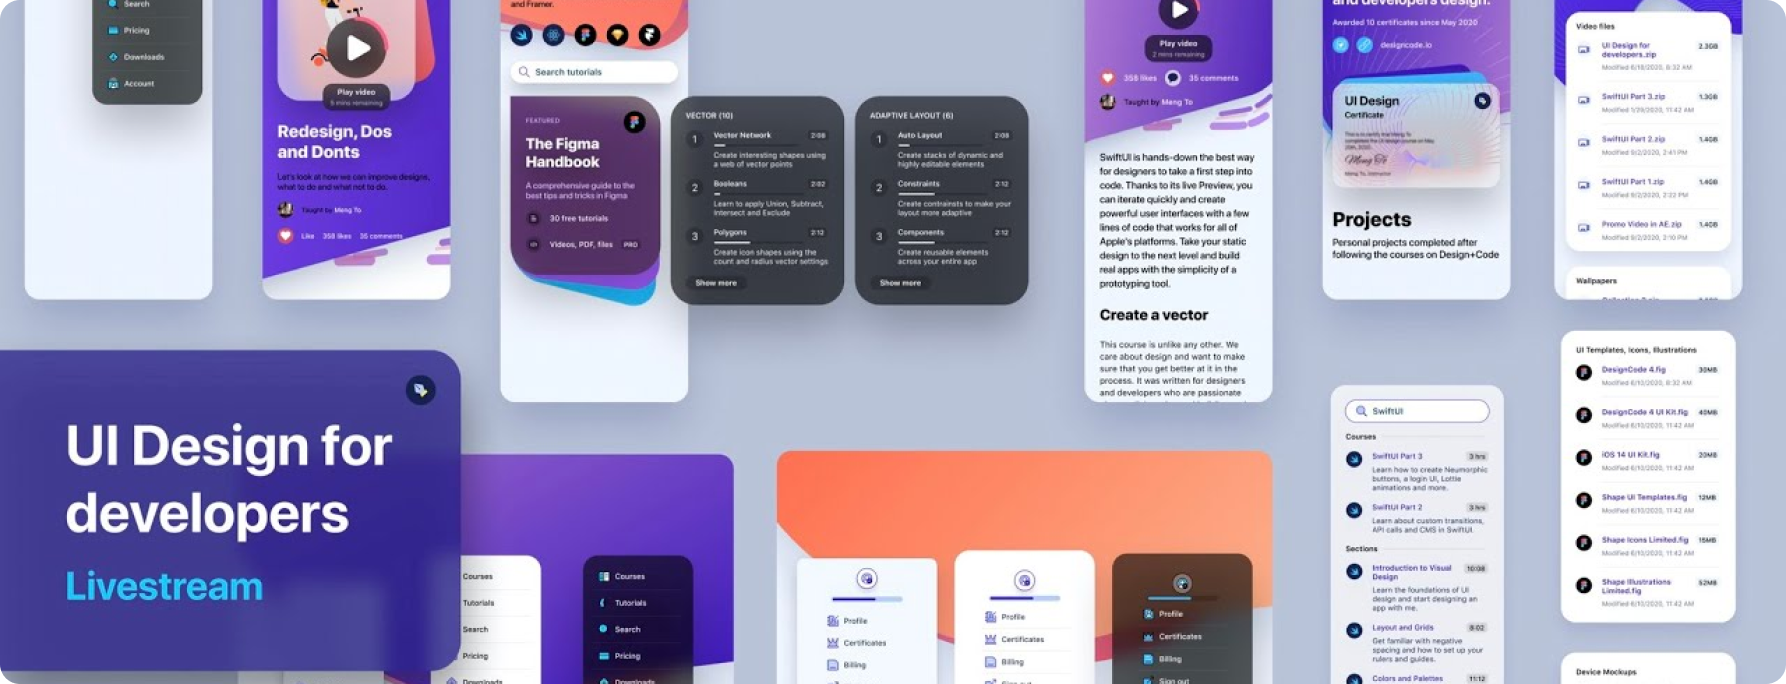 Search
Pricing
Downloads
Account
Play video
5 mins remaining
Redesign, Dos
and Donts
Let's look at how we can improve designs,
what to do and what not to do.
Taught by Meng To
Like 358 likes 35 comments
and Framer.
Search tutorials
FEATURED
The Figma
Handbook
A comprehensive guide to the
best tips and tricks in Figma
30 free tutorials
Videos, PDF, files PRO
VECTOR (10)
1 Vector Network 2:08
Create interesting shapes using
a web of vector points
2 Booleans 2:02
Learn to apply Union, Subtract,
Intersect and Exclude
3 Polygons 2:12
Create icon shapes using the
count and radius vector settings
Show more
ADAPTIVE LAYOUT (6)
1 Auto Layout 2:08
Create stacks of dynamic and
highly editable elements
2 Constraints 2:12
Create contrainsts to make your
layout more adaptive
3 Components 2:12
Create reusable elements
across your entire app
Show more
Play video
2 mins remaining
358 likes 35 comments
Taught by Meng To
SwiftUI is hands-down the best way
for designers to take a first step into
code. Thanks to its live Preview, you
can iterate quickly and create
powerful user interfaces with a few
lines of code that works for all of
Apple's platforms. Take your static
design to the next level and build
real apps with the simplicity of a
prototyping tool.
Create a vector
This course is unlike any other. We
care about design and want to make
sure that you get better at it in the
process. It was written for designers
and developers who are passionate
and developers design.
Awarded 10 certificates since May 2020
designcode.io
UI Design
Certificate
This is to certify that Meng To
completed the UI design course on May
20th, 2020.
Meng To
Meng To, Instructor
Projects
Personal projects completed after
following the courses on Design+Code
Video files
UI Design for 2.3GB
developers.zip
Modified 6/18/2020, 8:32 AM
SwiftUI Part 3.zip 1.3GB
Modified 1/29/2020, 11:42 AM
SwiftUI Part 2.zip 1.4GB
Modified 9/2/2020, 2:41 PM
SwiftUI Part 1.zip 1.4GB
Modified 9/2/2020, 2:22 PM
Promo Video in AE.zip 1.4GB
Modified 9/2/2020, 2:10 PM
Wallpapers
UI Templates, Icons, Illustrations
DesignCode 4.fig 30MB
Modified 6/10/2020, 8:32 AM
DesignCode 4 UI Kit.fig 40MB
Modified 6/10/2020, 11:42 AM
iOS 14 UI Kit.fig 20MB
Modified 6/10/2020, 11:42 AM
Shape UI Templates.fig 12MB
Modified 6/10/2020, 11:42 AM
Shape Icons Limited.fig 15MB
Modified 6/10/2020, 11:42 AM
Shape Illustrations 52MB
Limited.fig
Modified 6/10/2020, 11:42 AM
Device Mockups
SwiftUI
Courses
SwiftUI Part 3 3 hrs
Learn how to create Neumorphic
buttons, a login UI, Lottie
animations and more.
SwiftUI Part 2 3 hrs
Learn about custom transitions,
API calls and CMS in SwiftUI.
Sections
Introduction to Visual 10:08
Design
Learn the foundations of UI
design and start designing an
app with me.
Layout and Grids 8:02
Get familiar with negative
spacing and how to set up your
rulers and guides.
Colors and Palettes 11:12
UI Design for
developers
Livestream
Courses
Tutorials
Search
Pricing
Downloads
Courses
Tutorials
Search
Pricing
Downloads
Profile
Certificates
Billing
Profile
Certificates
Billing
Sign out
Profile
Certificates
Billing
Sign out